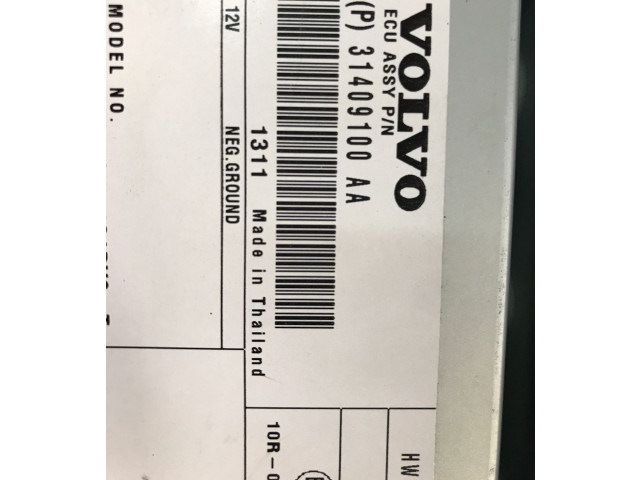 VOLVO
ECU ASSY P/N
(P) 31409100 AA
1311 Made in Thailand
12V NEG.GROUND
MODEL NO.
HW
10R-0